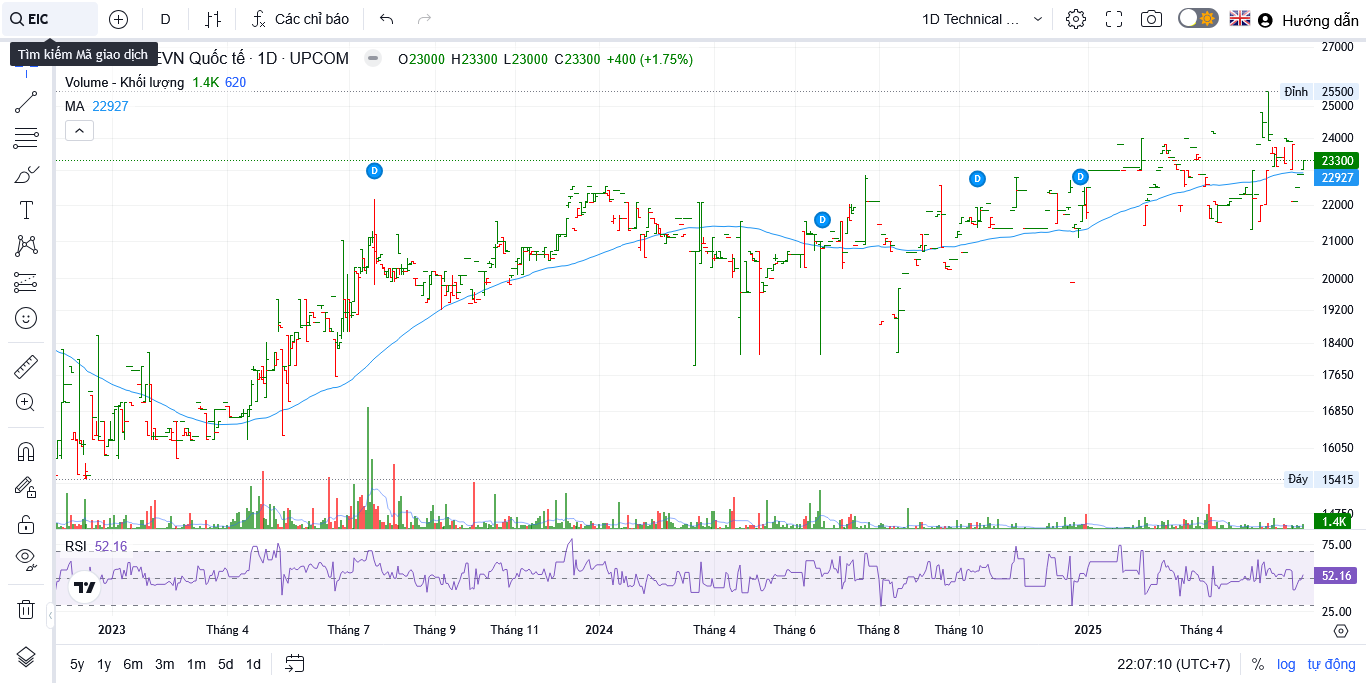 EIC
D
Các chỉ báo
1D Technical ...
Hướng dẫn
Tìm kiếm Mã giao dịch
EVN Quốc tế · 1D · UPCOM
O23000 H23300 L23000 C23300 +400 (+1.75%)
Volume - Khối lượng 1.4K 620
MA 22927
27000
Đỉnh 25500
25000
24000
23300
22927
22000
21000
20000
19200
18400
17650
16850
16050
Đáy 15415
14750
1.4K
D
D
D
D
RSI 52.16
75.00
52.16
25.00
2023 Tháng 4 Tháng 7 Tháng 9 Tháng 11 2024 Tháng 4 Tháng 6 Tháng 8 Tháng 10 2025 Tháng 4
5y 1y 6m 3m 1m 5d 1d
22:07:10 (UTC+7) % log tự động